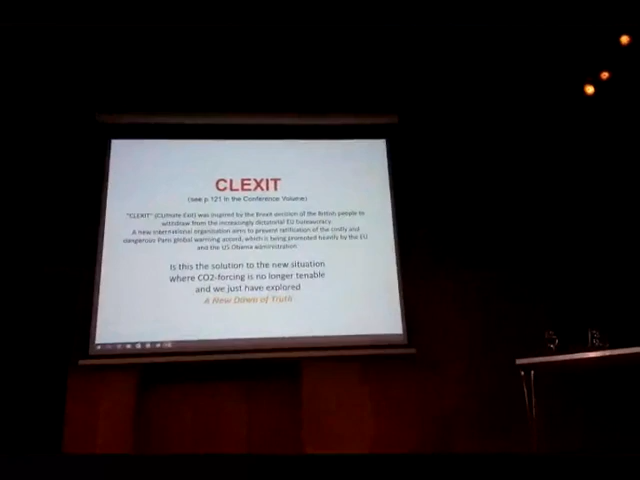 CLEXIT
(see p 121 in the Conference Volume)
"CLEXIT" (CLimate Exit) was inspired by the Brexit decision of the British people to
withdraw from the increasingly dictatorial EU bureaucracy.
A new international organisation aims to prevent ratification of the costly and
dangerous Paris global warming accord, which is being promoted heavily by the EU
and the US Obama administration
Is this the solution to the new situation
where CO2-forcing is no longer tenable
and we just have explored
A New Dawn of Truth